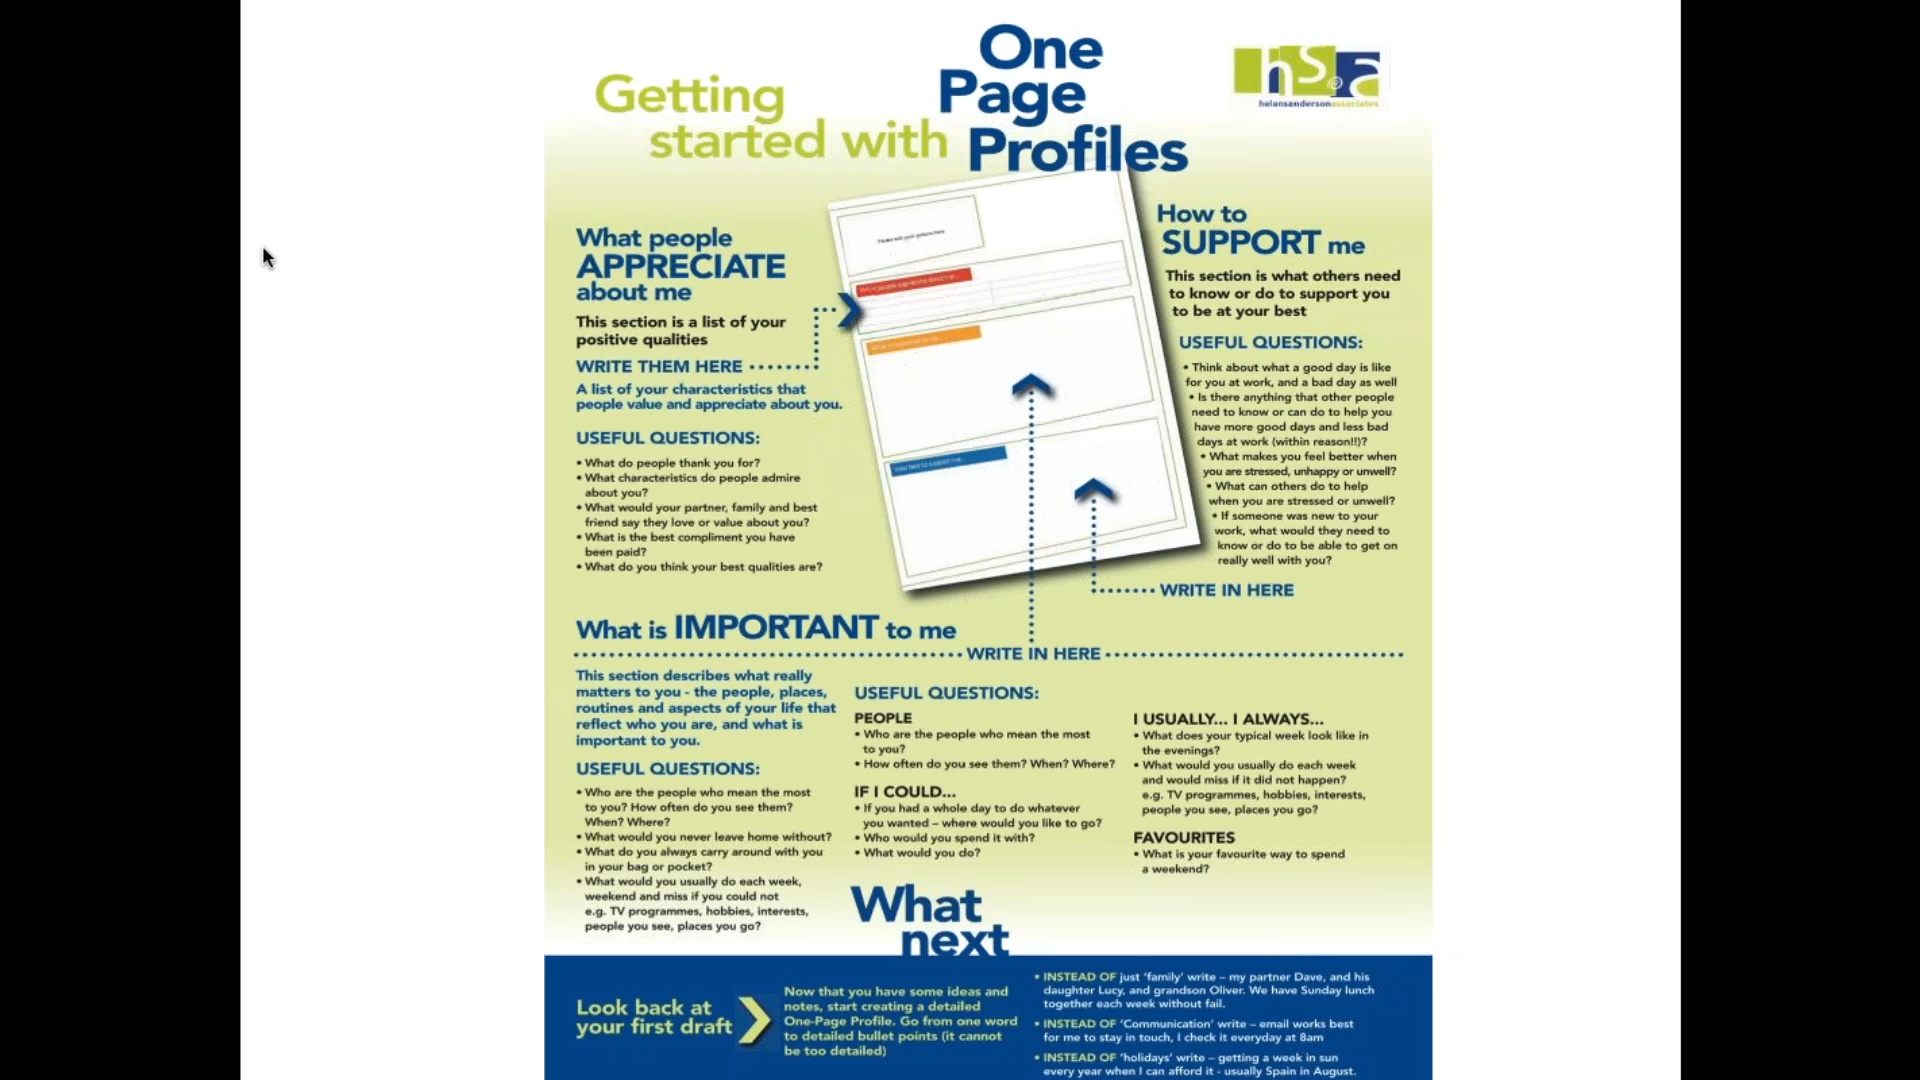 Getting
started with
One
Page
Profiles
hsa
helensandersonassociates
What people
APPRECIATE
about me
This section is a list of your
positive qualities
WRITE THEM HERE
A list of your characteristics that
people value and appreciate about you.
USEFUL QUESTIONS:
• What do people thank you for?
• What characteristics do people admire
about you?
• What would your partner, family and best
friend say they love or value about you?
• What is the best compliment you have
been paid?
• What do you think your best qualities are?
How to
SUPPORT me
This section is what others need
to know or do to support you
to be at your best
USEFUL QUESTIONS:
• Think about what a good day is like
for you at work, and a bad day as well
• Is there anything that other people
need to know or can do to help you
have more good days and less bad
days at work (within reason!!)?
• What makes you feel better when
you are stressed, unhappy or unwell?
• What can others do to help
when you are stressed or unwell?
• If someone was new to your
work, what would they need to
know or do to be able to get on
really well with you?
WRITE IN HERE
What is IMPORTANT to me
WRITE IN HERE
This section describes what really
matters to you - the people, places,
routines and aspects of your life that
reflect who you are, and what is
important to you.
USEFUL QUESTIONS:
• Who are the people who mean the most
to you? How often do you see them?
When? Where?
• What would you never leave home without?
• What do you always carry around with you
in your bag or pocket?
• What would you usually do each week,
weekend and miss if you could not
e.g. TV programmes, hobbies, interests,
people you see, places you go?
USEFUL QUESTIONS:
PEOPLE
• Who are the people who mean the most
to you?
• How often do you see them? When? Where?
IF I COULD...
• If you had a whole day to do whatever
you wanted – where would you like to go?
• Who would you spend it with?
• What would you do?
I USUALLY... I ALWAYS...
• What does your typical week look like in
the evenings?
• What would you usually do each week
and would miss if it did not happen?
e.g. TV programmes, hobbies, interests,
people you see, places you go?
FAVOURITES
• What is your favourite way to spend
a weekend?
What
next
Look back at
your first draft
Now that you have some ideas and
notes, start creating a detailed
One-Page Profile. Go from one word
to detailed bullet points (it cannot
be too detailed)
• INSTEAD OF just 'family' write – my partner Dave, and his
daughter Lucy, and grandson Oliver. We have Sunday lunch
together each week without fail.
• INSTEAD OF 'Communication' write – email works best
for me to stay in touch, I check it everyday at 8am
• INSTEAD OF 'holidays' write – getting a week in sun
every year when I can afford it - usually Spain in August.